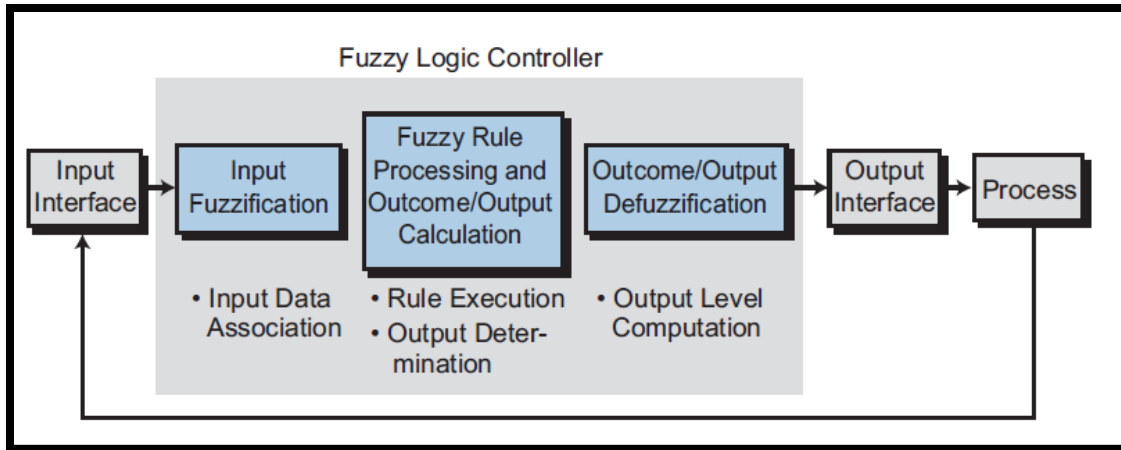 Fuzzy Logic Controller
Input
Interface
Input
Fuzzification
Fuzzy Rule
Processing and
Outcome/Output
Calculation
Outcome/Output
Defuzzification
Output
Interface
Process
• Input Data
Association
• Rule Execution
• Output Deter-
mination
• Output Level
Computation